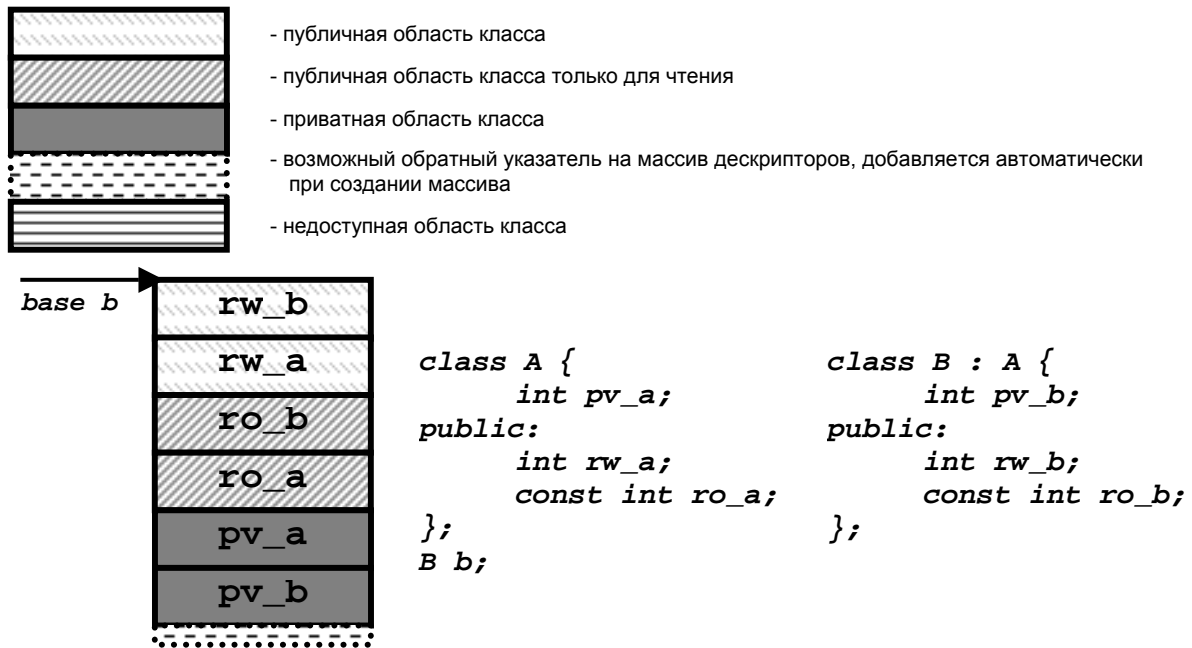 - публичная область класса
- публичная область класса только для чтения
- приватная область класса
- возможный обратный указатель на массив дескрипторов, добавляется автоматически
при создании массива
- недоступная область класса
base b
rw_b
rw_a
ro_b
ro_a
pv_a
pv_b
class A {
int pv_a;
public:
int rw_a;
const int ro_a;
};
B b;
class B : A {
int pv_b;
public:
int rw_b;
const int ro_b;
};